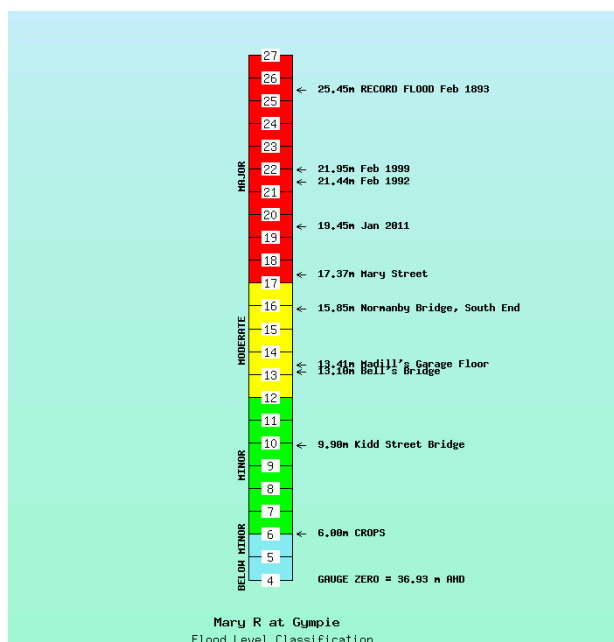 27
26
25.45m RECORD FLOOD Feb 1893
25
24
23
22
21.95m Feb 1999
21.44m Feb 1992
MAJOR
21
20
19.45m Jan 2011
19
18
17.37m Mary Street
17
16
15.85m Normanby Bridge, South End
15
MODERATE
14
13.41m Madill's Garage Floor
13.10m Bell's Bridge
13
12
11
10
9.90m Kidd Street Bridge
MINOR
9
8
7
6
6.00m CROPS
BELOW MINOR
5
4
GAUGE ZERO = 36.93 m AHD
Mary R at Gympie
Flood Level Classification